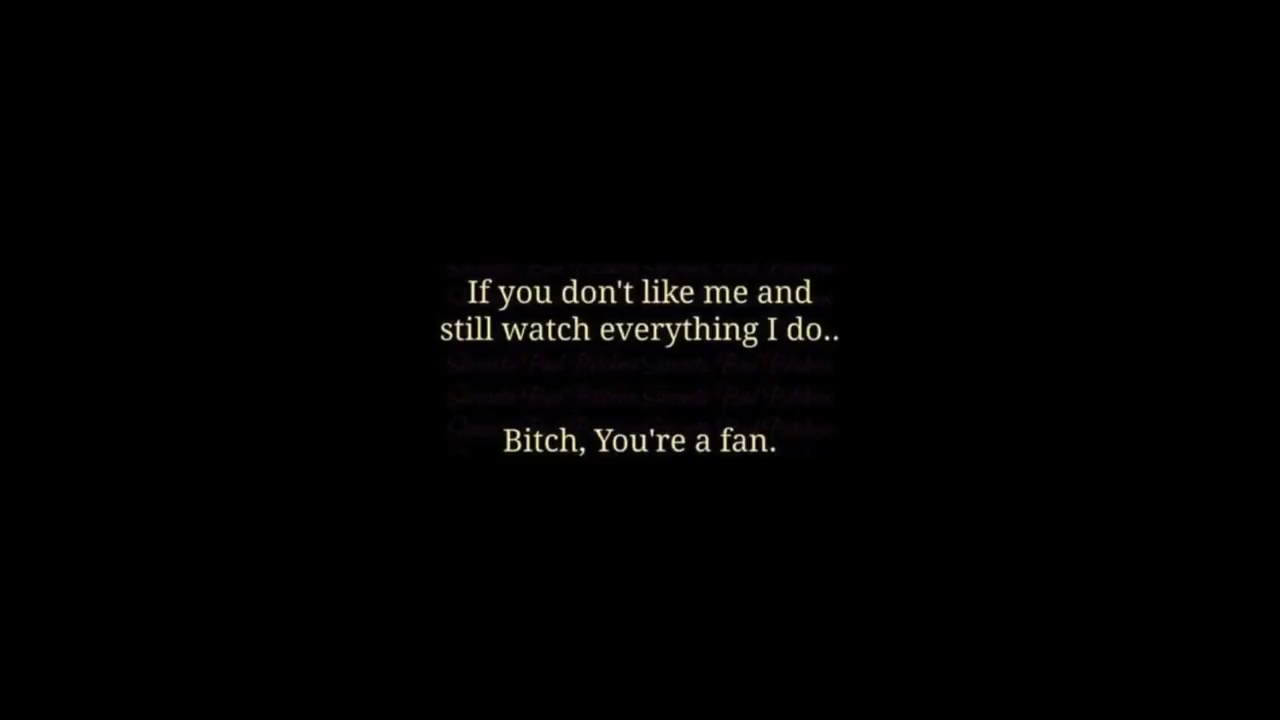 If you don't like me and
still watch everything I do..
Bitch, You're a fan.